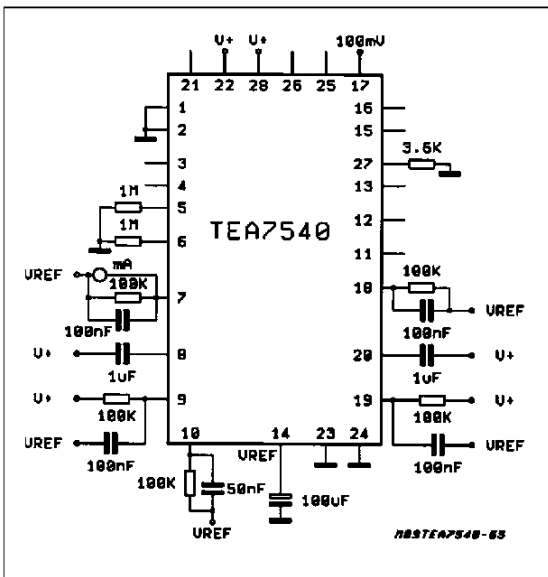 V+ V+ 100mV
21 22 28 26 25 17
1 16
2 15
3.6K
3 27
4 13
1M
5 12
1M
6 TEA7540 11
VREF mA
100K 100K
7 18
100nF 100nF VREF
V+ 8 20 V+
1uF 1uF
V+ 9 19 V+
100K 100K
VREF VREF
100nF 10 14 23 24 100nF
VREF
100K 50nF 100uF
VREF
M89TEA7540-65